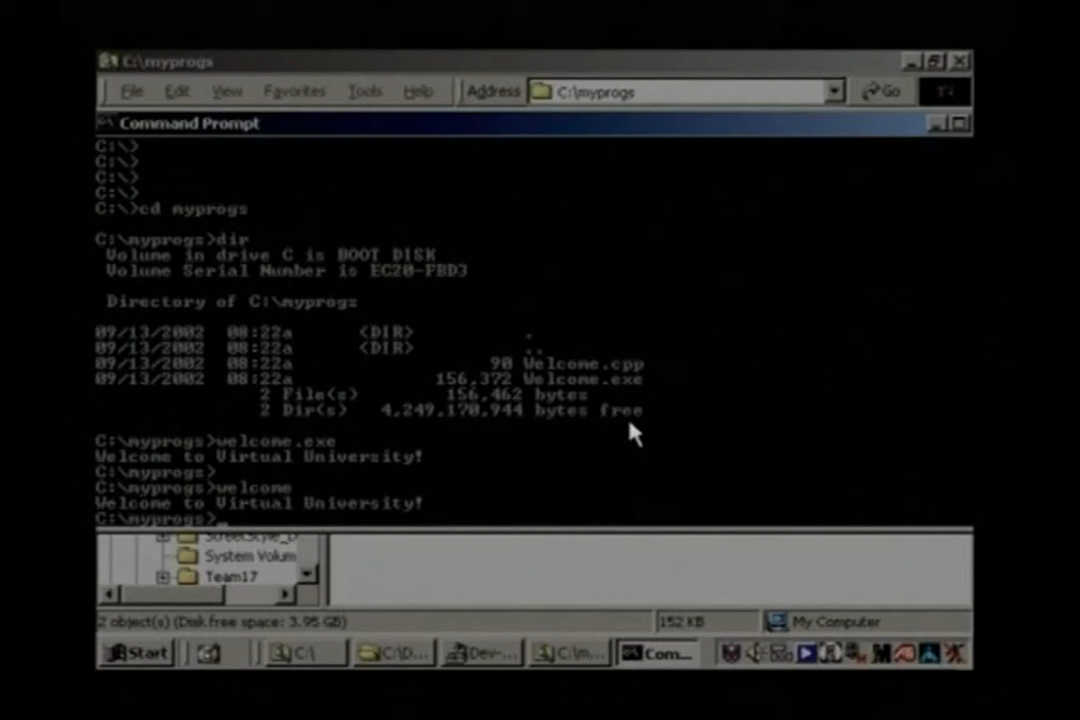 C:\myprogs
File Edit View Favorites Tools Help Address C:\myprogs Go
Command Prompt
C:\>
C:\>
C:\>
C:\>
C:\>cd myprogs
C:\myprogs>dir
Volume in drive C is BOOT DISK
Volume Serial Number is EC20-FBD3
Directory of C:\myprogs
09/13/2002 08:22a <DIR> .
09/13/2002 08:22a <DIR> ..
09/13/2002 08:22a 90 Welcome.cpp
09/13/2002 08:22a 156,372 Welcome.exe
2 File(s) 156,462 bytes
2 Dir(s) 4,249,170,944 bytes free
C:\myprogs>welcome.exe
Welcome to Virtual University!
C:\myprogs>
C:\myprogs>welcome
Welcome to Virtual University!
C:\myprogs>_
System Volum
Team17
2 object(s) (Disk free space: 3.95 GB) 152 KB My Computer
Start C:\ C:\D... Dev-... C:\m... Com...